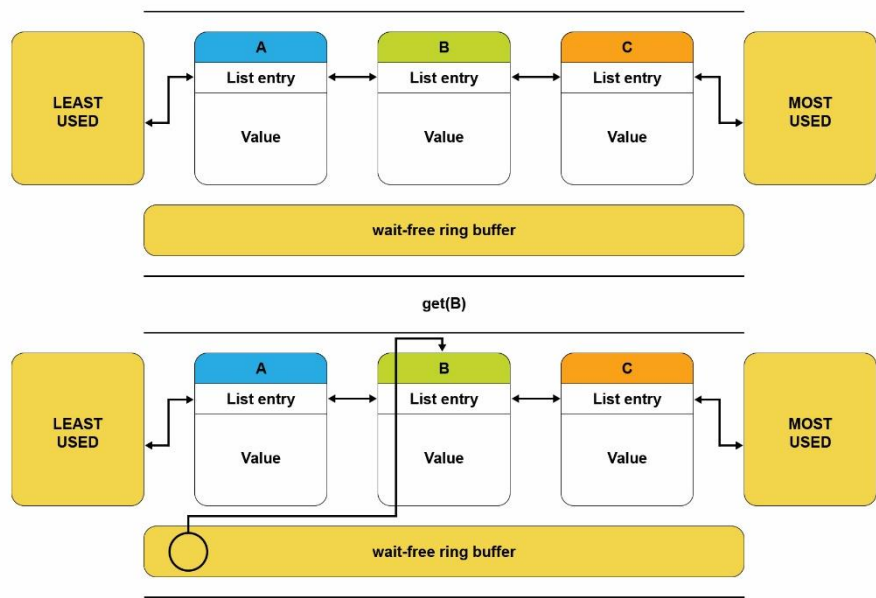 A B C
LEAST
USED
List entry List entry List entry
MOST
USED
Value Value Value
wait-free ring buffer
get(B)
A B C
LEAST
USED
List entry List entry List entry
MOST
USED
Value Value Value
wait-free ring buffer